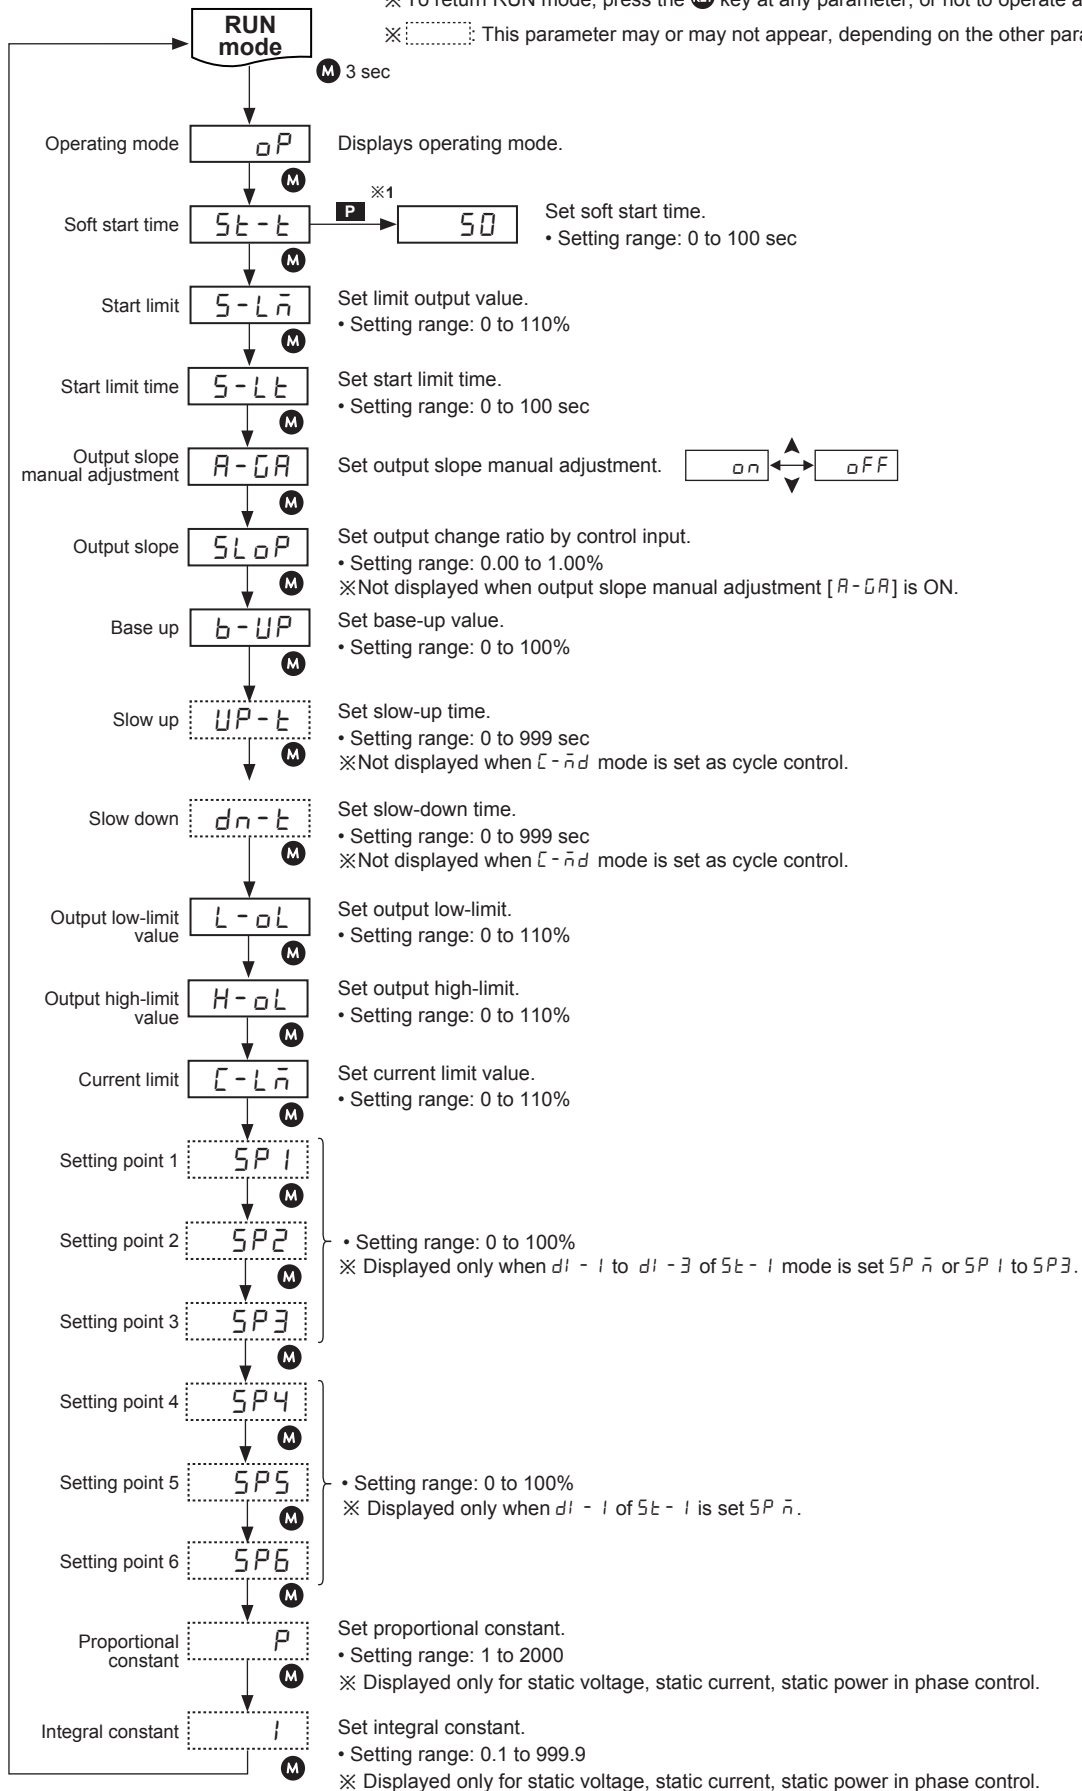 ※ To return RUN mode, press the key at any parameter, or not to operate a
※ : This parameter may or may not appear, depending on the other para
RUN
mode
M 3 sec
Operating mode oP Displays operating mode.
M
Soft start time St-t P ※1 50 Set soft start time.
• Setting range: 0 to 100 sec
M
Start limit S-Lm̄ Set limit output value.
• Setting range: 0 to 110%
M
Start limit time S-Lt Set start limit time.
• Setting range: 0 to 100 sec
M
Output slope
manual adjustment A-GA Set output slope manual adjustment. on oFF
M
Output slope SLoP Set output change ratio by control input.
• Setting range: 0.00 to 1.00%
※Not displayed when output slope manual adjustment [A-GA] is ON.
M
Base up b-UP Set base-up value.
• Setting range: 0 to 100%
M
Slow up UP-t Set slow-up time.
• Setting range: 0 to 999 sec
※Not displayed when C-n̄d mode is set as cycle control.
M
Slow down dn-t Set slow-down time.
• Setting range: 0 to 999 sec
※Not displayed when C-n̄d mode is set as cycle control.
M
Output low-limit
value L-oL Set output low-limit.
• Setting range: 0 to 110%
M
Output high-limit
value H-oL Set output high-limit.
• Setting range: 0 to 110%
M
Current limit C-Ln̄ Set current limit value.
• Setting range: 0 to 110%
M
Setting point 1 SP1
M
Setting point 2 SP2 • Setting range: 0 to 100%
※ Displayed only when dI-1 to dI-3 of St-1 mode is set SPn̄ or SP1 to SP3.
M
Setting point 3 SP3
M
Setting point 4 SP4
M
Setting point 5 SP5 • Setting range: 0 to 100%
※ Displayed only when dI-1 of St-1 is set SPn̄.
M
Setting point 6 SP6
M
Proportional
constant P Set proportional constant.
• Setting range: 1 to 2000
※ Displayed only for static voltage, static current, static power in phase control.
M
Integral constant I Set integral constant.
• Setting range: 0.1 to 999.9
※ Displayed only for static voltage, static current, static power in phase control.
M